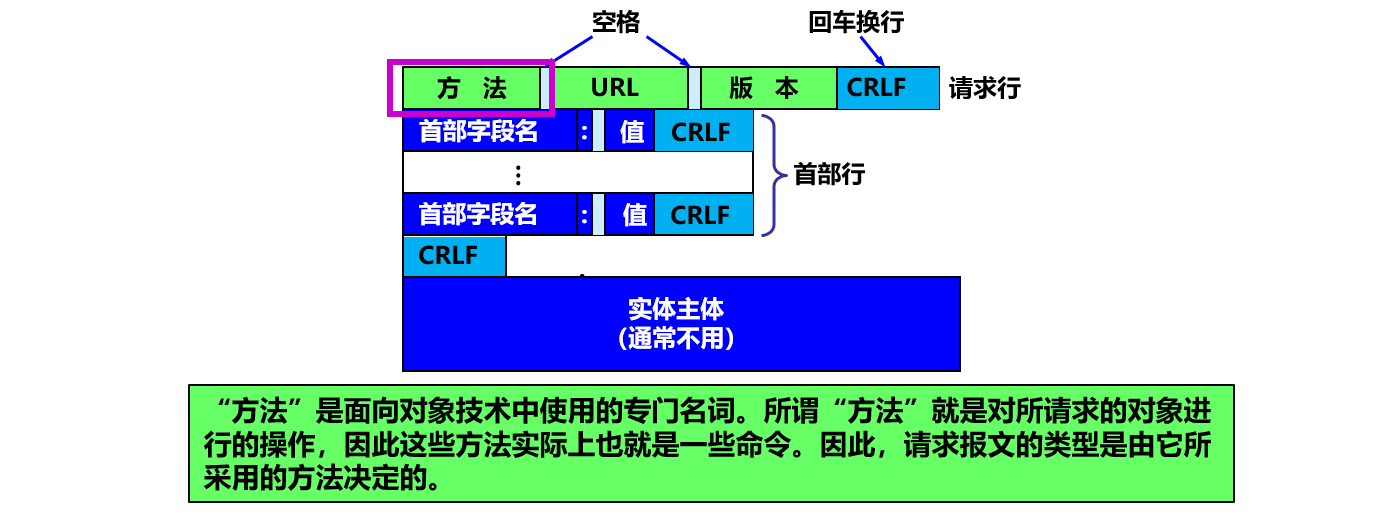 空格 回车换行
方 法 URL 版 本 CRLF 请求行
首部字段名 : 值 CRLF
⋮
首部行
首部字段名 : 值 CRLF
CRLF
实体主体
（通常不用）
“方法”是面向对象技术中使用的专门名词。所谓“方法”就是对所请求的对象进
行的操作，因此这些方法实际上也就是一些命令。因此，请求报文的类型是由它所
采用的方法决定的。